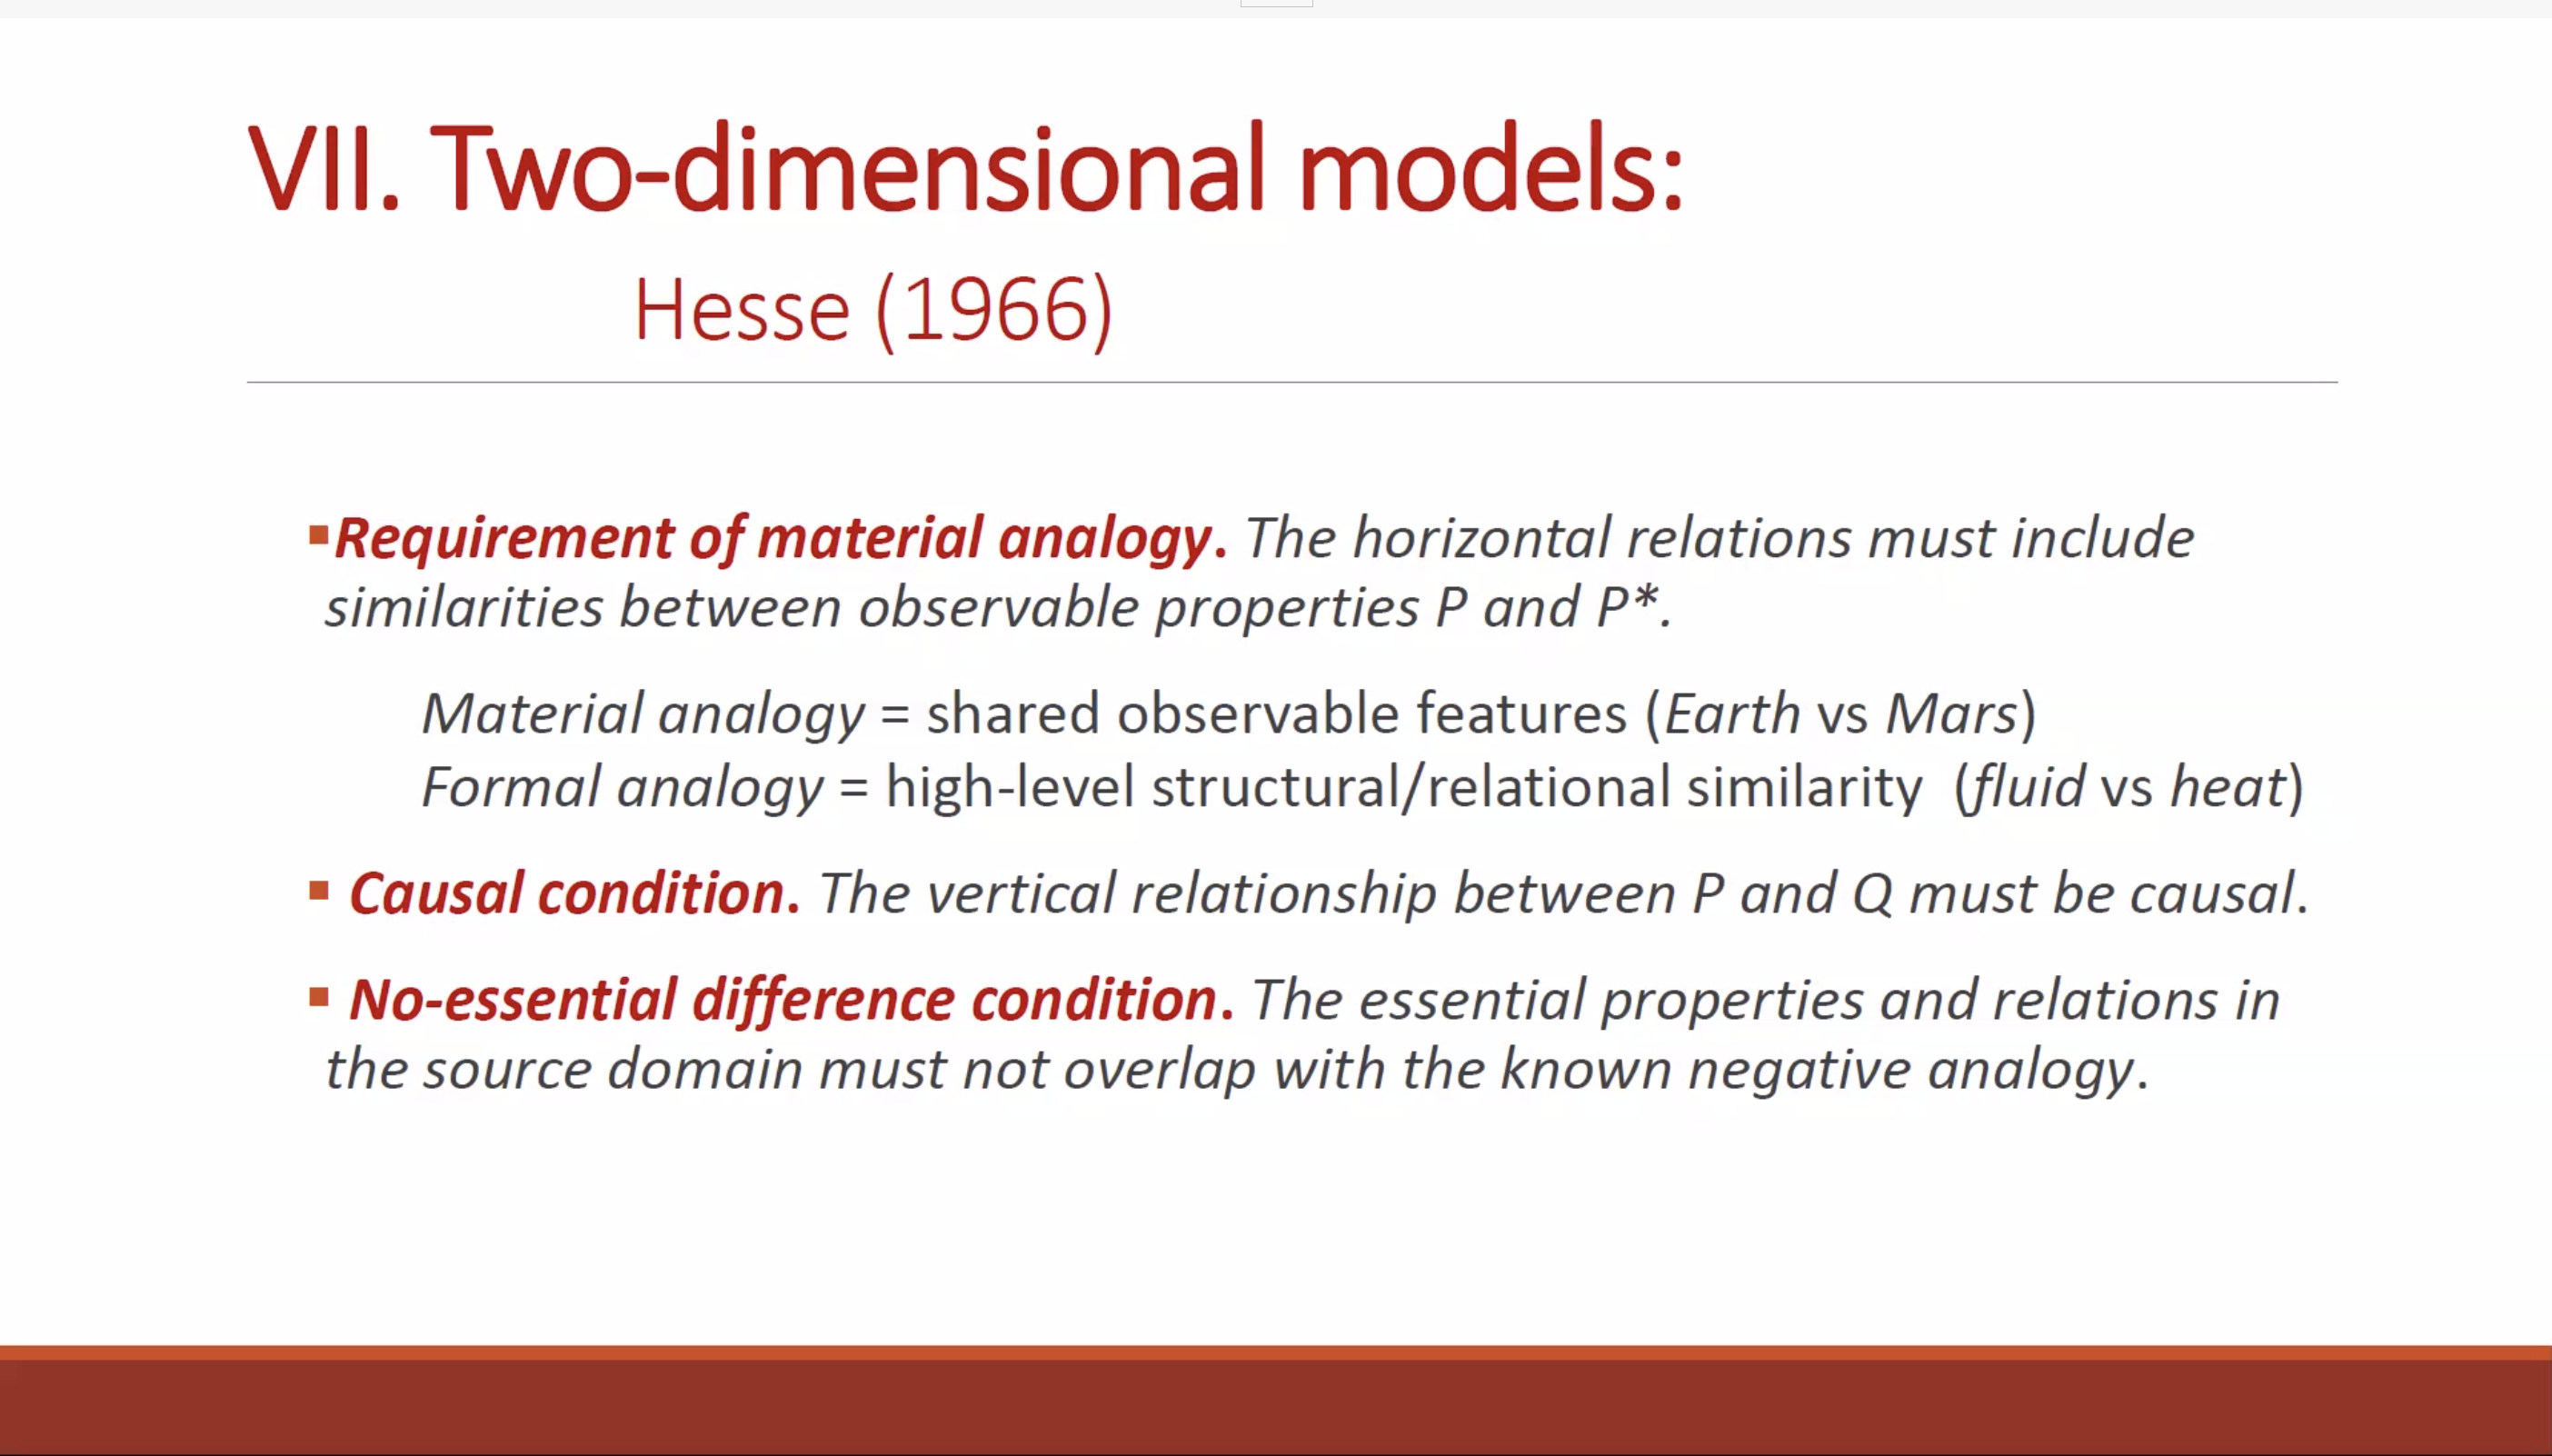 VII. Two-dimensional models:
Hesse (1966)
▪Requirement of material analogy. The horizontal relations must include
similarities between observable properties P and P*.
Material analogy = shared observable features (Earth vs Mars)
Formal analogy = high-level structural/relational similarity (fluid vs heat)
▪ Causal condition. The vertical relationship between P and Q must be causal.
▪ No-essential difference condition. The essential properties and relations in
the source domain must not overlap with the known negative analogy.